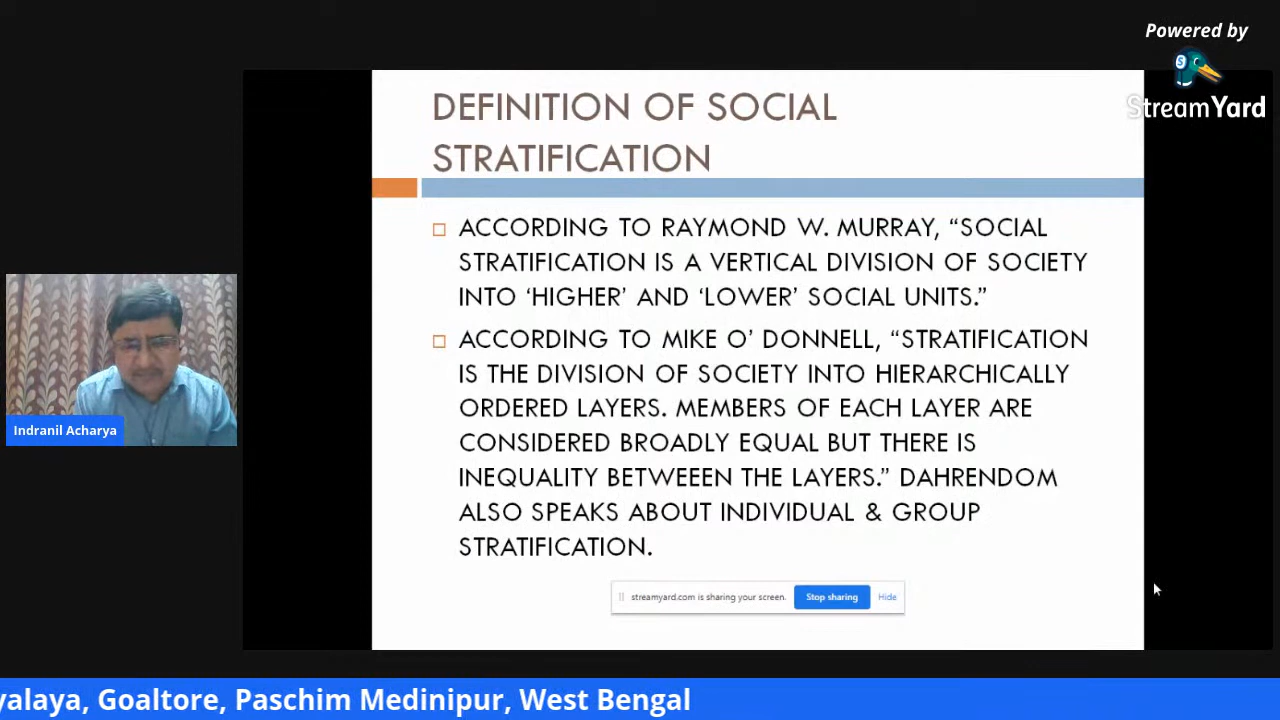 Powered by
StreamYard
DEFINITION OF SOCIAL
STRATIFICATION
ACCORDING TO RAYMOND W. MURRAY, “SOCIAL
STRATIFICATION IS A VERTICAL DIVISION OF SOCIETY
INTO ‘HIGHER’ AND ‘LOWER’ SOCIAL UNITS.”
ACCORDING TO MIKE O’ DONNELL, “STRATIFICATION
IS THE DIVISION OF SOCIETY INTO HIERARCHICALLY
ORDERED LAYERS. MEMBERS OF EACH LAYER ARE
CONSIDERED BROADLY EQUAL BUT THERE IS
INEQUALITY BETWEEEN THE LAYERS.” DAHRENDOM
ALSO SPEAKS ABOUT INDIVIDUAL & GROUP
STRATIFICATION.
streamyard.com is sharing your screen. Stop sharing Hide
Indranil Acharya
yalaya, Goaltore, Paschim Medinipur, West Bengal